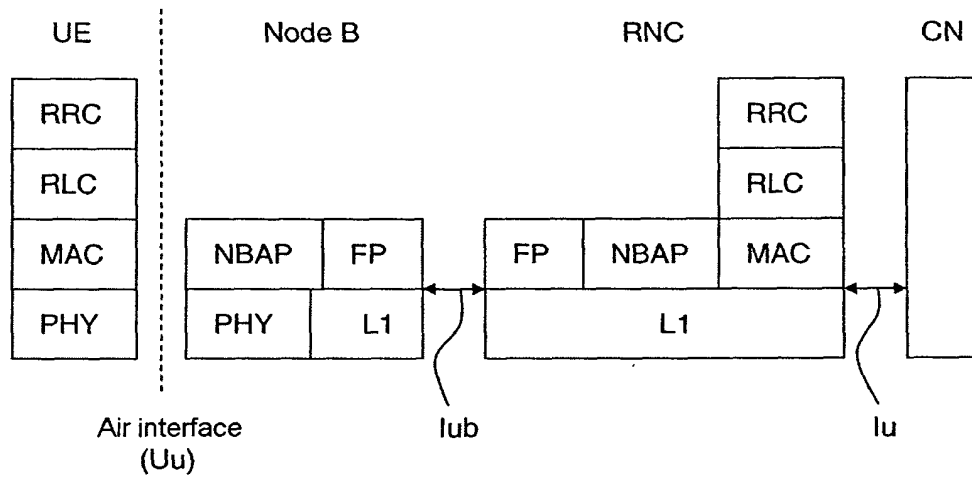 UE Node B RNC CN
RRC RRC
RLC RLC
MAC NBAP FP FP NBAP MAC
PHY PHY L1 L1
Air interface Iub Iu
(Uu)